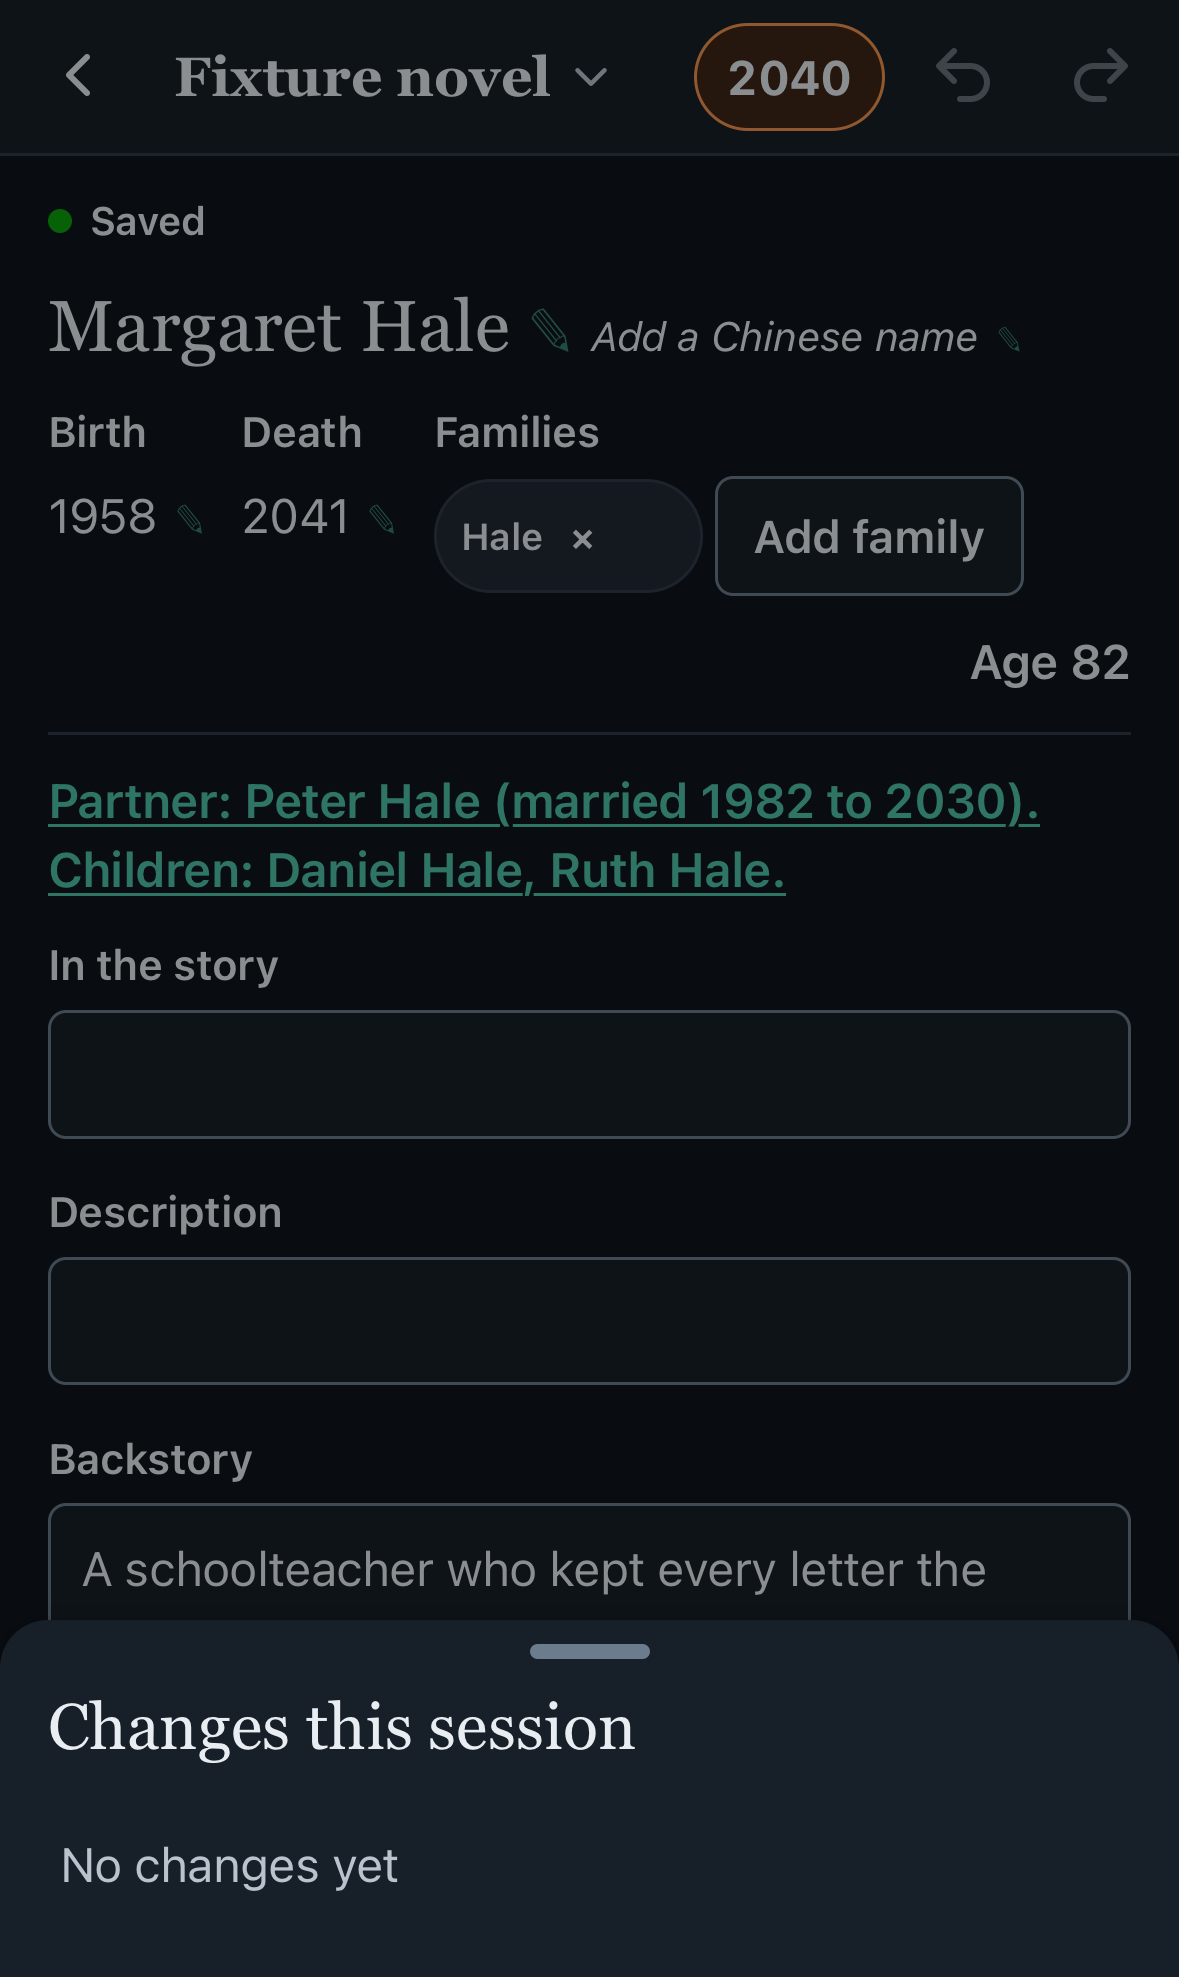 Fixture novel
2040
Saved
Margaret Hale Add a Chinese name
Birth Death Families
1958 2041 Hale × Add family
Age 82
Partner: Peter Hale (married 1982 to 2030).
Children: Daniel Hale, Ruth Hale.
In the story
Description
Backstory
A schoolteacher who kept every letter the
Changes this session
No changes yet